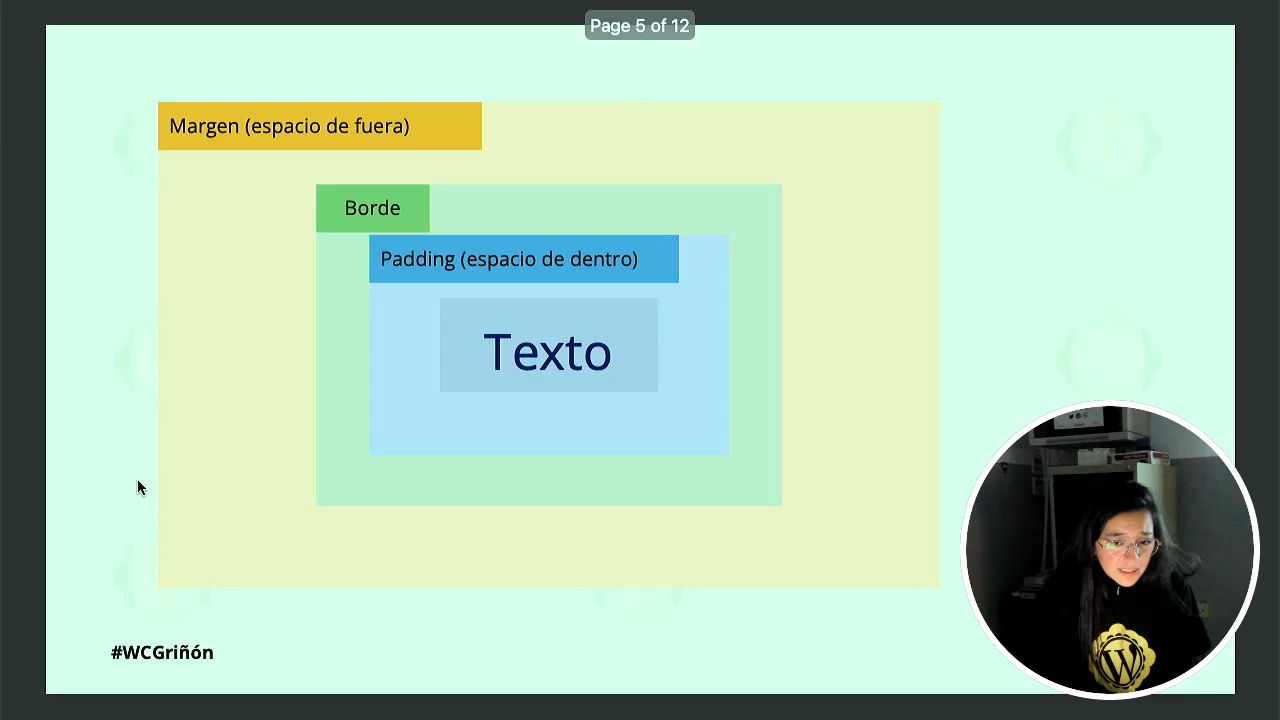 Page 5 of 12
Margen (espacio de fuera)
Borde
Padding (espacio de dentro)
Texto
#WCGriñón